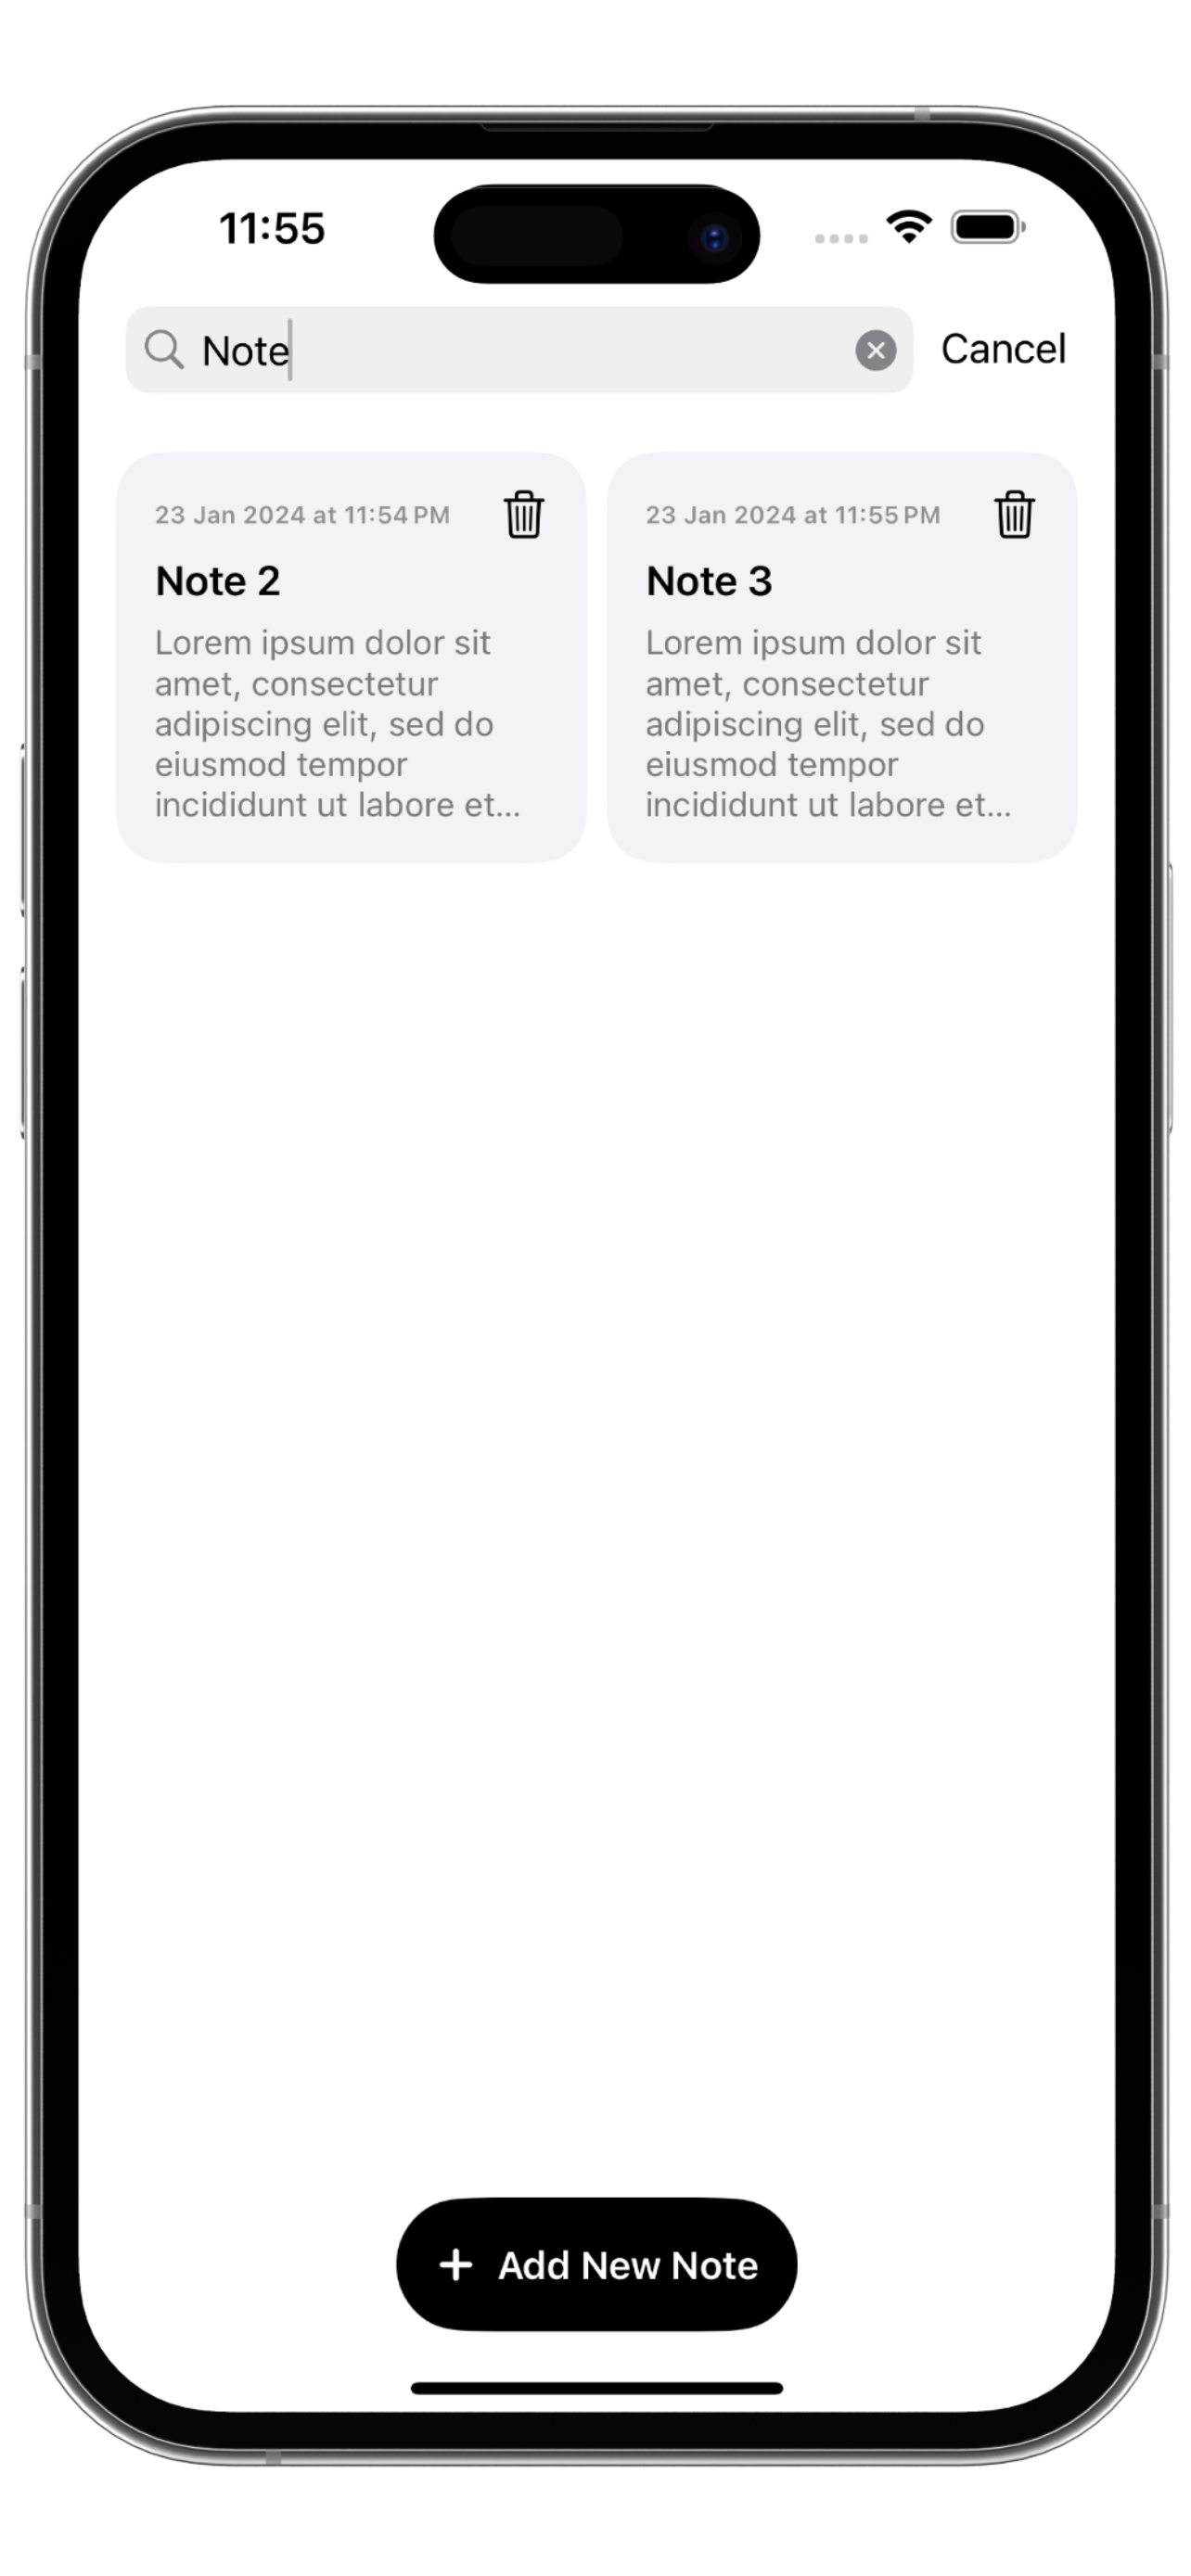 11:55
Note
Cancel
23 Jan 2024 at 11:54 PM
Note 2
Lorem ipsum dolor sit
amet, consectetur
adipiscing elit, sed do
eiusmod tempor
incididunt ut labore et...
23 Jan 2024 at 11:55 PM
Note 3
Lorem ipsum dolor sit
amet, consectetur
adipiscing elit, sed do
eiusmod tempor
incididunt ut labore et...
+ Add New Note